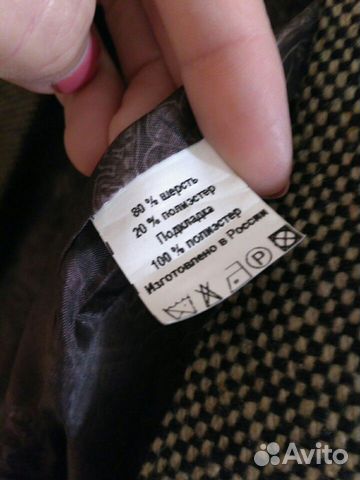 80 % шерсть
20 % полиэстер
Подкладка
100 % полиэстер
Изготовлено в России
P
Avito